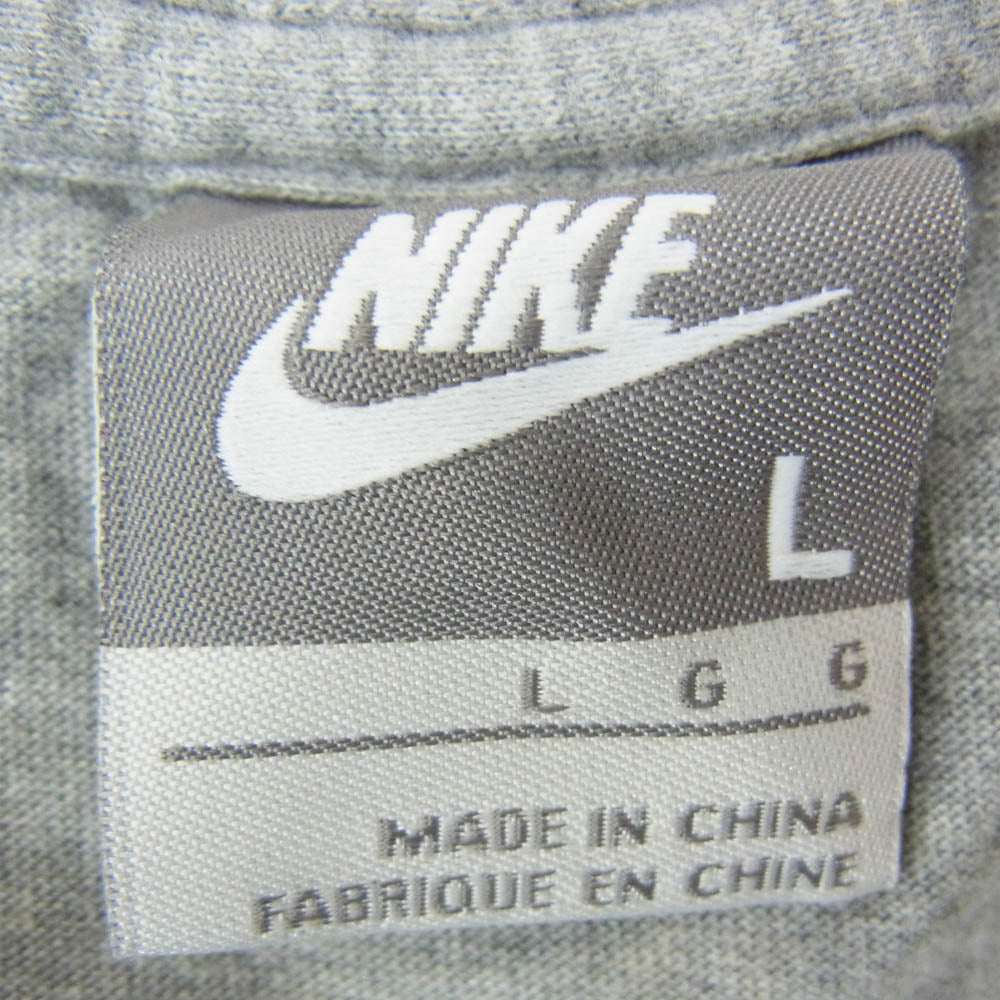 NIKE
L
L G G
MADE IN CHINA
FABRIQUE EN CHINE